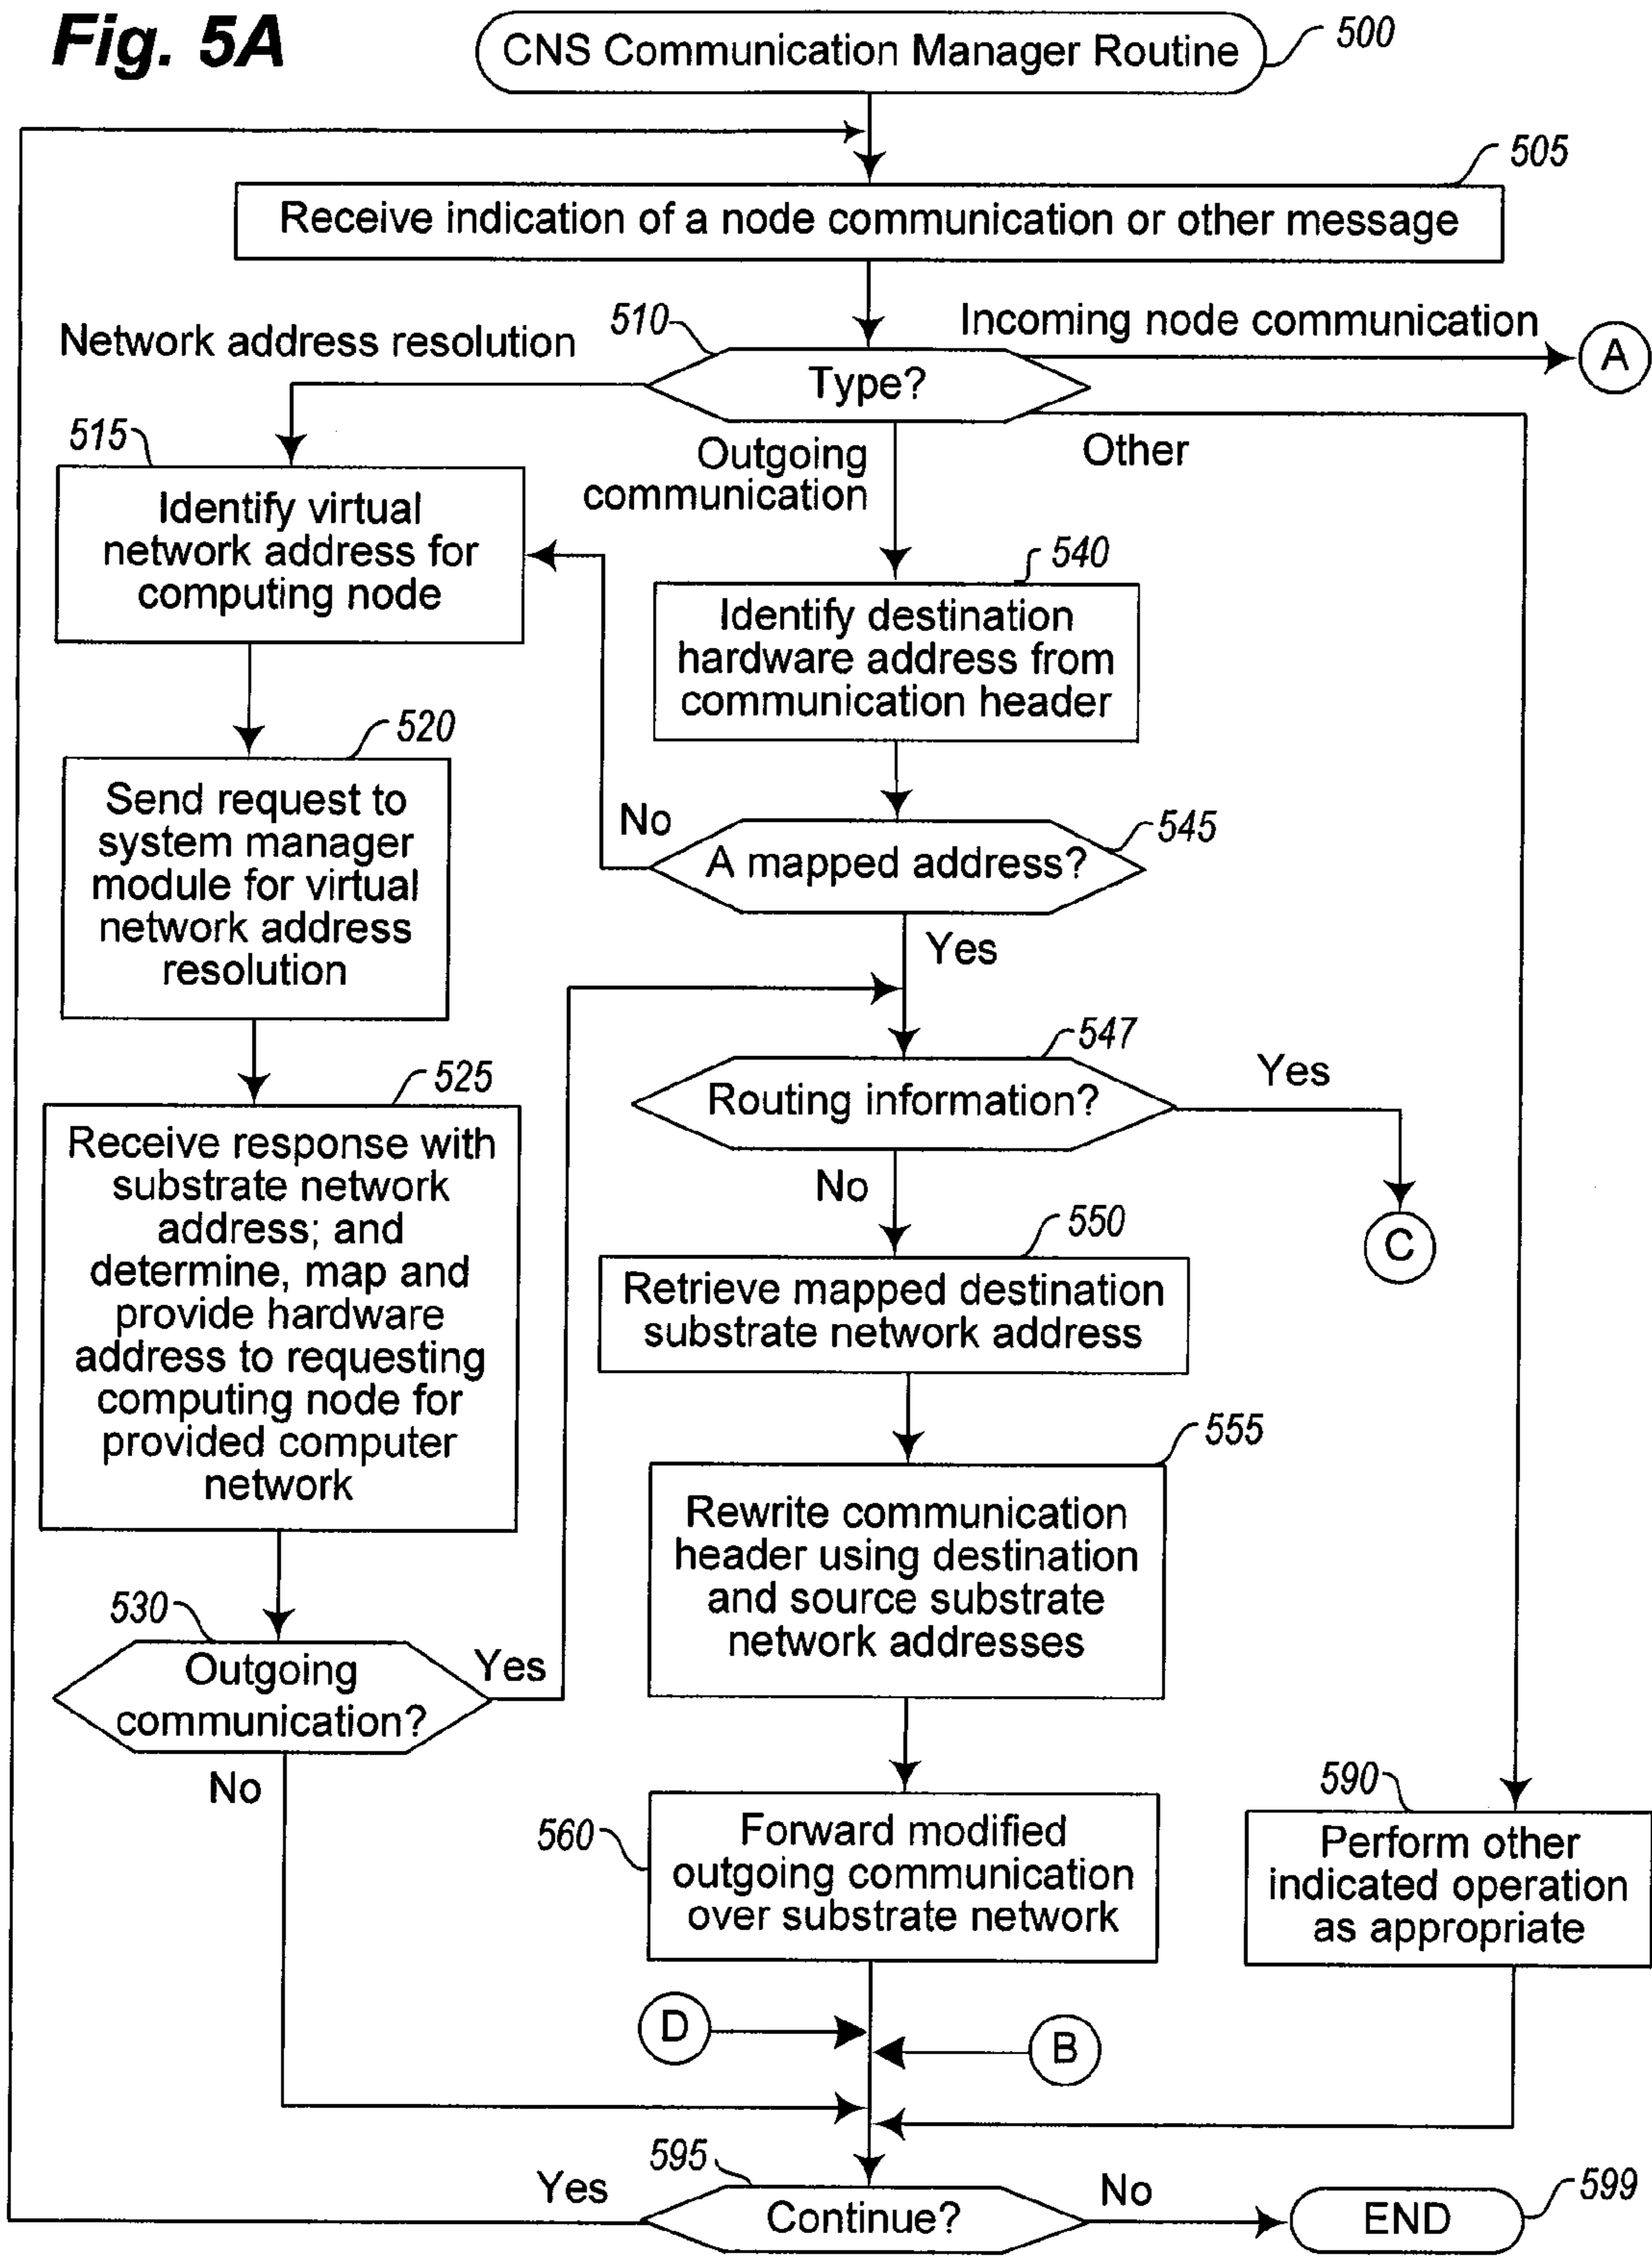 Fig. 5A
CNS Communication Manager Routine
500
505
Receive indication of a node communication or other message
Network address resolution
510
Incoming node communication
Type?
A
515
Outgoing
communication
Other
Identify virtual
network address for
computing node
540
Identify destination
hardware address from
communication header
520
Send request to
system manager
module for virtual
network address
resolution
No
545
A mapped address?
Yes
547
Routing information?
Yes
525
Receive response with
substrate network
address; and
determine, map and
provide hardware
address to requesting
computing node for
provided computer
network
No
C
550
Retrieve mapped destination
substrate network address
555
Rewrite communication
header using destination
and source substrate
network addresses
530
Outgoing
communication?
Yes
No
560
Forward modified
outgoing communication
over substrate network
590
Perform other
indicated operation
as appropriate
D
B
595
Yes
Continue?
No
END
599